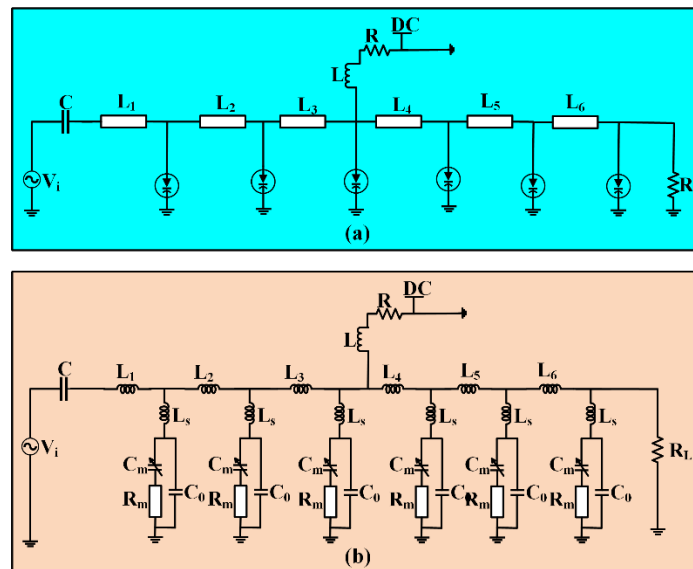 DC
R
L
C L₁ L₂ L₃ L₄ L₅ L₆
Vᵢ R
(a)
DC
R
L
C L₁ L₂ L₃ L₄ L₅ L₆
Lₛ Lₛ Lₛ Lₛ Lₛ Lₛ
Vᵢ Cₘ Cₘ Cₘ Cₘ Cₘ Cₘ R_L
Rₘ C₀ Rₘ C₀ Rₘ C₀ Rₘ C₀ Rₘ C₀ Rₘ C₀
(b)